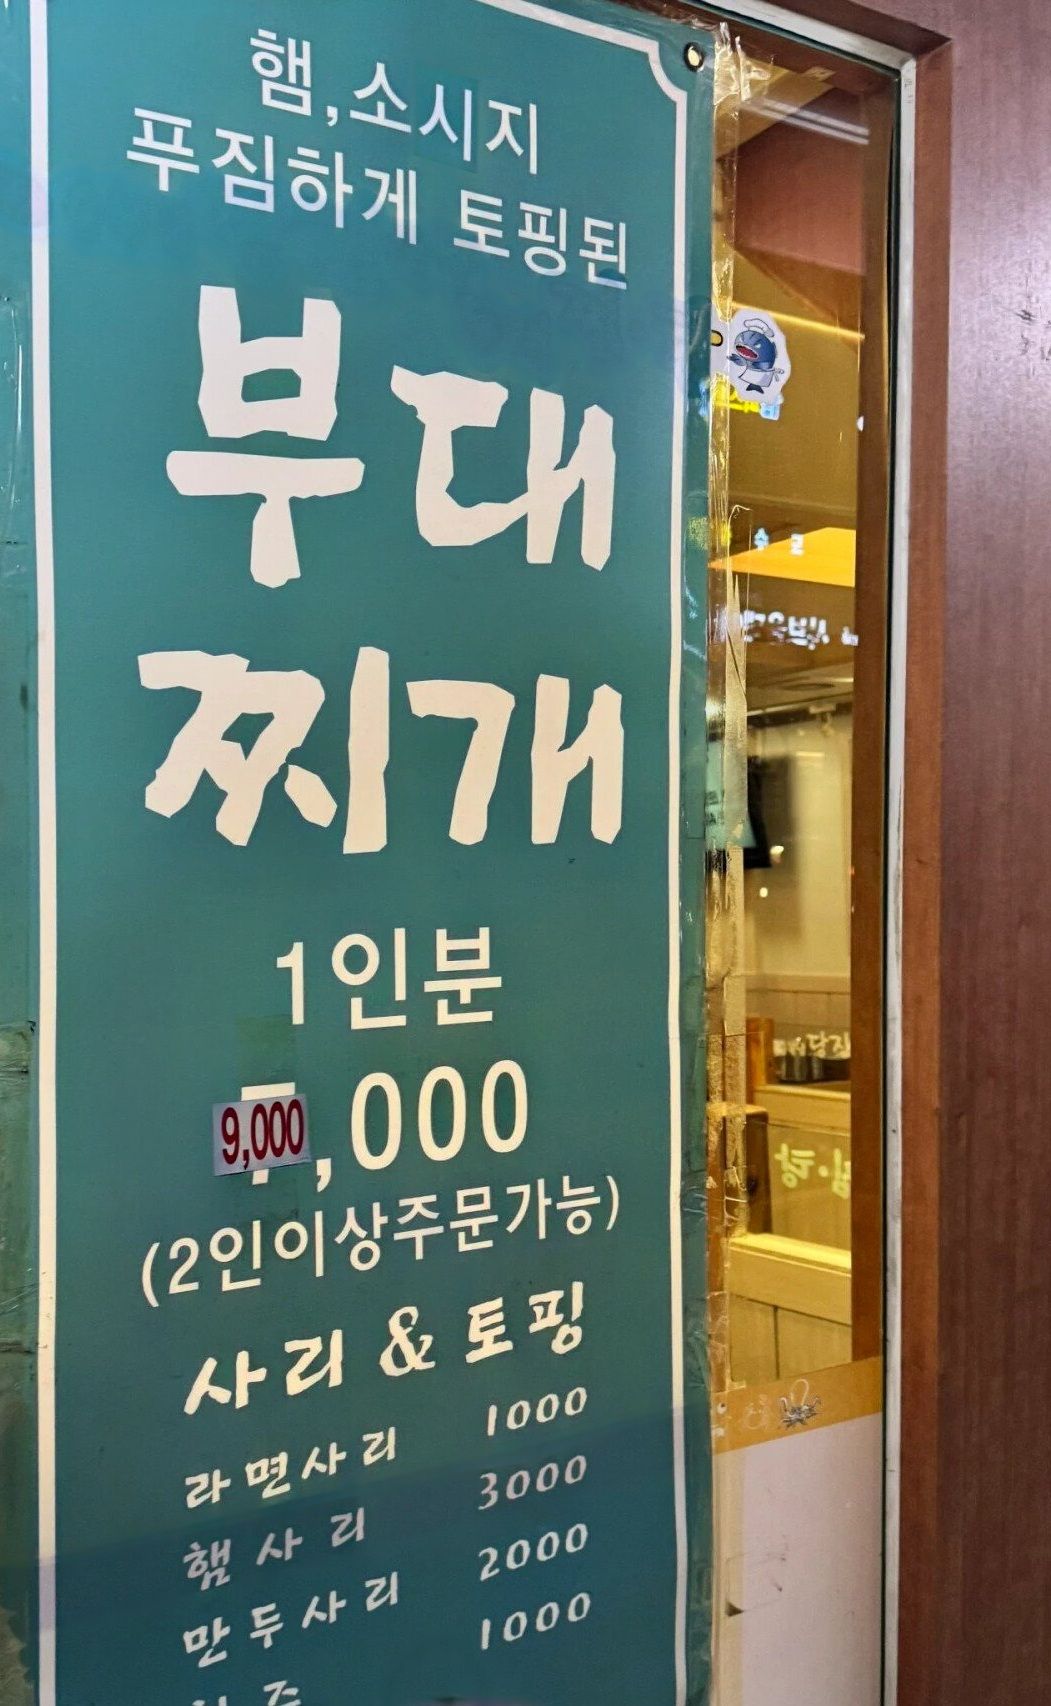 햄,소시지
푸짐하게 토핑된
부대
찌개
1인분
9,000
,000
(2인이상주문가능)
사리 & 토핑
라면사리 1000
햄사리 3000
만두사리 2000
1000